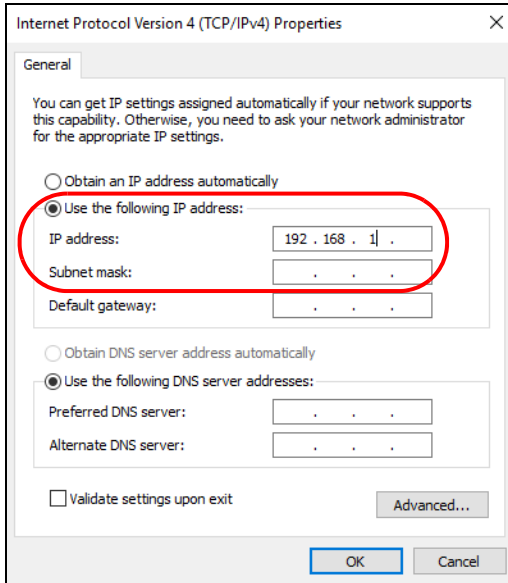 Internet Protocol Version 4 (TCP/IPv4) Properties
General
You can get IP settings assigned automatically if your network supports
this capability. Otherwise, you need to ask your network administrator
for the appropriate IP settings.
Obtain an IP address automatically
Use the following IP address:
IP address: 192 . 168 . 1 .
Subnet mask: . . .
Default gateway: . . .
Obtain DNS server address automatically
Use the following DNS server addresses:
Preferred DNS server: . . .
Alternate DNS server: . . .
Validate settings upon exit
Advanced...
OK Cancel